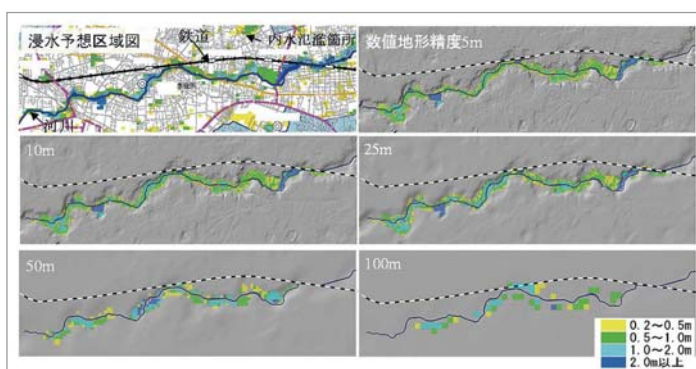 浸水予想区域図
鉄道
内水氾濫箇所
河川
数値地形精度5m
10m
25m
50m
100m
0.2～0.5m
0.5～1.0m
1.0～2.0m
2.0m以上